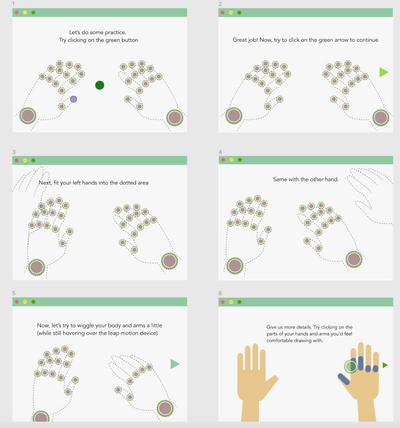 1
Let's do some practice.
Try clicking on the green button
2
Great job! Now, try to click on the green arrow to continue
3
Next, fit your left hands into the dotted area
4
Same with the other hand.
5
Now, let's try to wiggle your body and arms a little
(while still hovering over the leap motion device)
6
Give us more details. Try clicking on the
parts of your hands and arms you'd feel
comfortable drawing with.